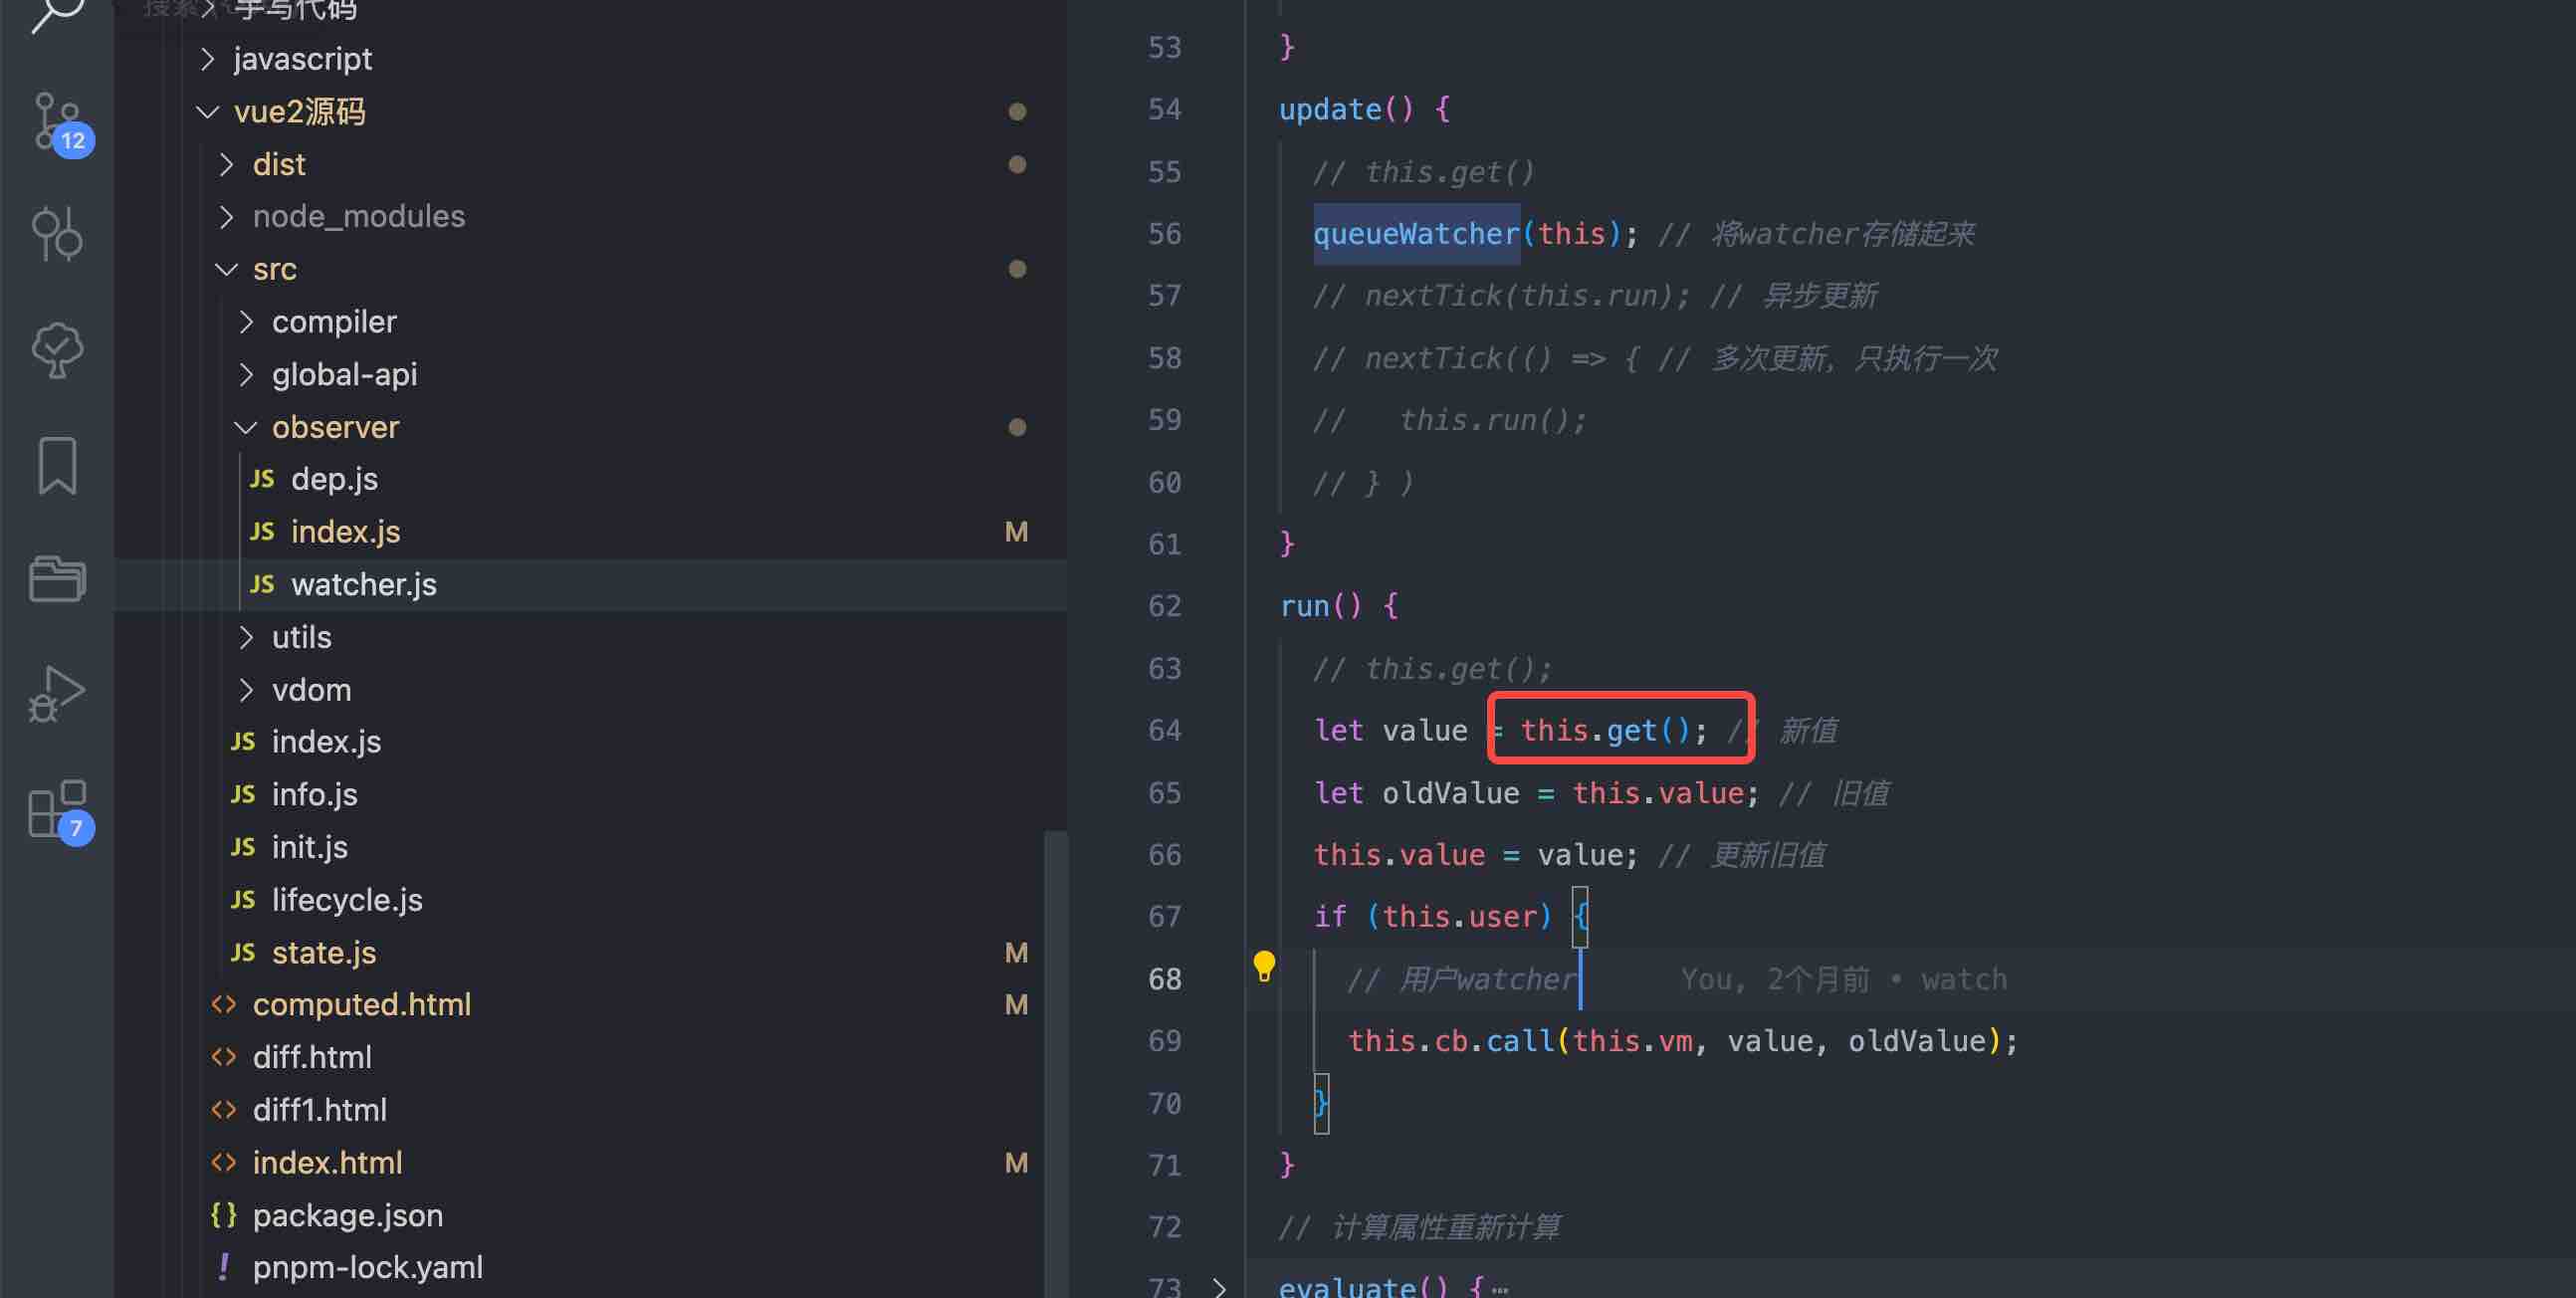 手写代码
javascript
vue2源码
dist
node_modules
src
compiler
global-api
observer
JS dep.js
JS index.js M
JS watcher.js
utils
vdom
JS index.js
JS info.js
JS init.js
JS lifecycle.js
JS state.js M
<> computed.html M
<> diff.html
<> diff1.html
<> index.html M
{} package.json
! pnpm-lock.yaml
12
7
53 }
54 update() {
55 // this.get()
56 queueWatcher(this); // 将watcher存储起来
57 // nextTick(this.run); // 异步更新
58 // nextTick(() => { // 多次更新，只执行一次
59 //   this.run();
60 // } )
61 }
62 run() {
63 // this.get();
64 let value = this.get(); // 新值
65 let oldValue = this.value; // 旧值
66 this.value = value; // 更新旧值
67 if (this.user) {
68 // 用户watcher You, 2个月前 • watch
69 this.cb.call(this.vm, value, oldValue);
70 }
71 }
72 // 计算属性重新计算
73 evaluate() {…